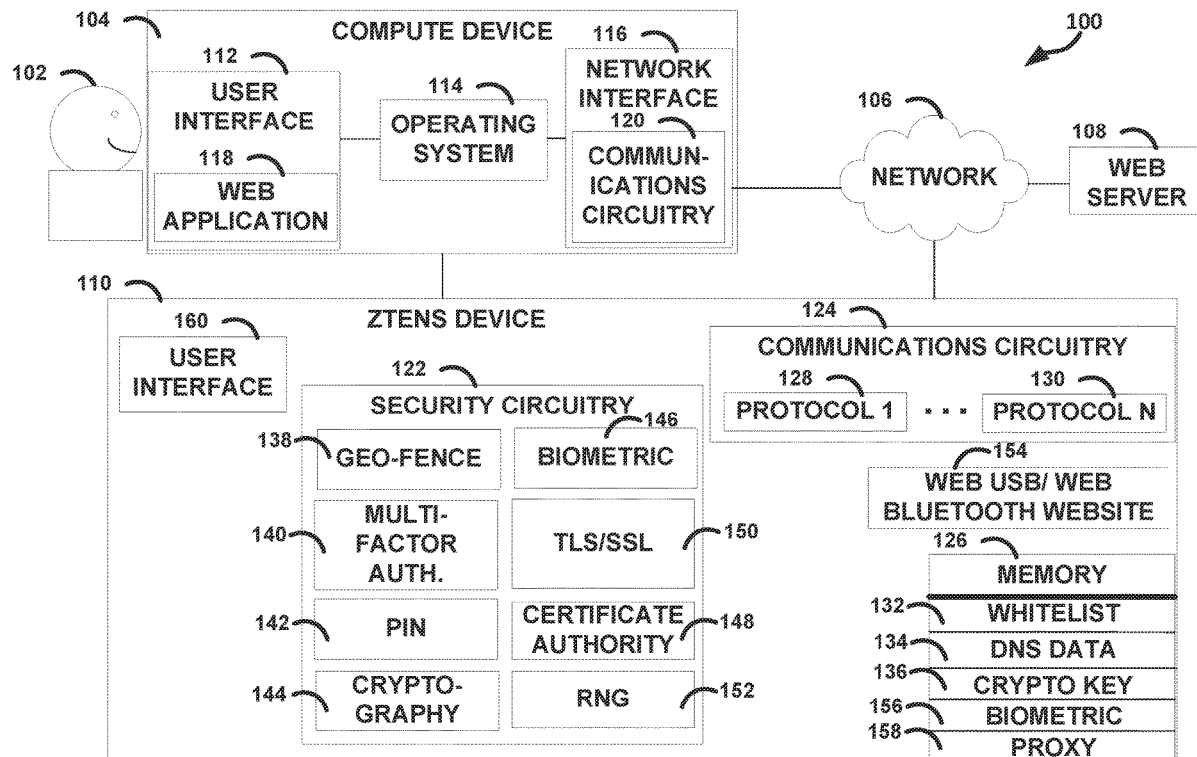 104
COMPUTE DEVICE
116
100
102
112
USER
INTERFACE
114
OPERATING
SYSTEM
NETWORK
INTERFACE
120
COMMUN-
ICATIONS
CIRCUITRY
118
WEB
APPLICATION
106
NETWORK
108
WEB
SERVER
110
ZTENS DEVICE
160
USER
INTERFACE
124
COMMUNICATIONS CIRCUITRY
128
PROTOCOL 1
...
130
PROTOCOL N
122
SECURITY CIRCUITRY
138
GEO-FENCE
146
BIOMETRIC
140
MULTI-
FACTOR
AUTH.
TLS/SSL
150
142
PIN
CERTIFICATE
AUTHORITY
148
144
CRYPTO-
GRAPHY
RNG
152
154
WEB USB/ WEB
BLUETOOTH WEBSITE
126
MEMORY
132
WHITELIST
134
DNS DATA
136
CRYPTO KEY
156
BIOMETRIC
158
PROXY